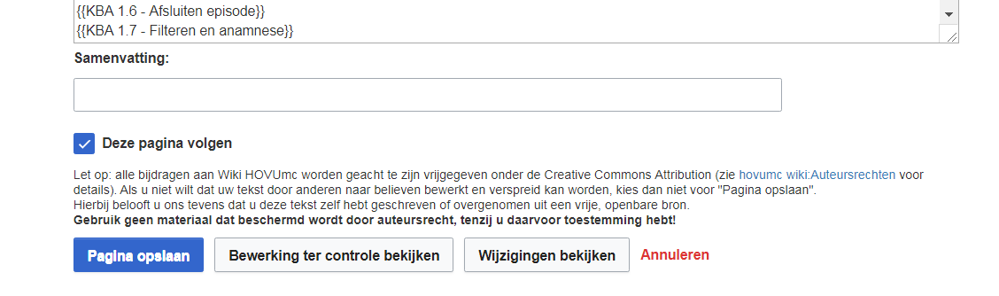 {{KBA 1.6 - Afsluiten episode}}
{{KBA 1.7 - Filteren en anamnese}}
Samenvatting:
Deze pagina volgen
Let op: alle bijdragen aan Wiki HOVUmc worden geacht te zijn vrijgegeven onder de Creative Commons Attribution (zie hovumc wiki:Auteursrechten voor
details). Als u niet wilt dat uw tekst door anderen naar believen bewerkt en verspreid kan worden, kies dan niet voor "Pagina opslaan".
Hierbij belooft u ons tevens dat u deze tekst zelf hebt geschreven of overgenomen uit een vrije, openbare bron.
Gebruik geen materiaal dat beschermd wordt door auteursrecht, tenzij u daarvoor toestemming hebt!
Pagina opslaan Bewerking ter controle bekijken Wijzigingen bekijken Annuleren